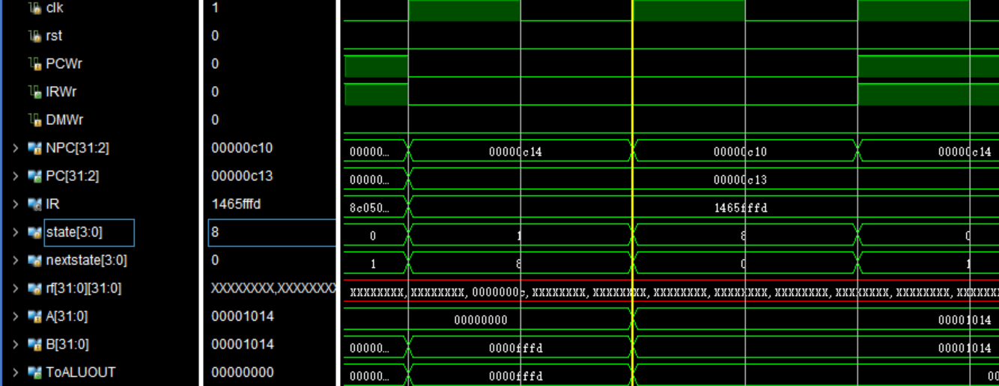 clk 1
rst 0
PCWr 0
IRWr 0
DMWr 0
NPC[31:2] 00000c10 00000... 00000c14 00000c10 00000c14
PC[31:2] 00000c13 00000... 00000c13
IR 1465fffd 8c050... 1465fffd
state[3:0] 8 0 1 8 0
nextstate[3:0] 0 1 8 0 1
rf[31:0][31:0] XXXXXXXX,XXXXXXXX XXXXXXXX, XXXXXXXX, 0000000c, XXXXXXXX, XXXXXXXX, XXXXXXXX, XXXXXXXX, XXXXXXXX, XXXXXXXX, XXXXXXXX, XXXXXX
A[31:0] 00001014 00000000 00001014
B[31:0] 00001014 00000... 0000fffd 00001014
ToALUOUT 00000000 00000... 0000fffd 00